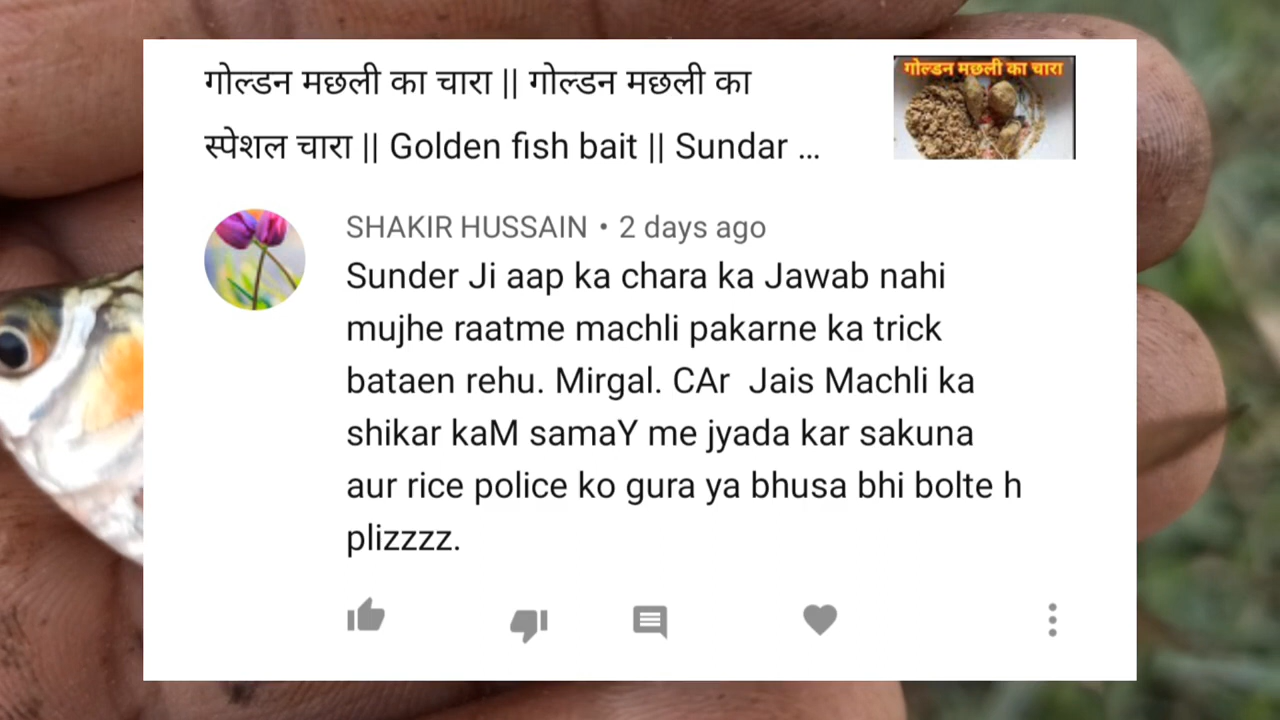 गोल्डन मछली का चारा || गोल्डन मछली का
स्पेशल चारा || Golden fish bait || Sundar ...
गोल्डन मछली का चारा
SHAKIR HUSSAIN • 2 days ago
Sunder Ji aap ka chara ka Jawab nahi
mujhe raatme machli pakarne ka trick
bataen rehu. Mirgal. CAr  Jais Machli ka
shikar kaM samaY me jyada kar sakuna
aur rice police ko gura ya bhusa bhi bolte h
plizzzz.